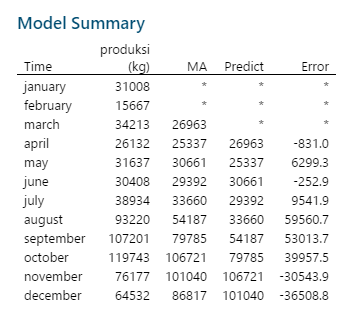 Model Summary
produksi
Time (kg) MA Predict Error
january 31008 * * *
february 15667 * * *
march 34213 26963 * *
april 26132 25337 26963 -831.0
may 31637 30661 25337 6299.3
june 30408 29392 30661 -252.9
july 38934 33660 29392 9541.9
august 93220 54187 33660 59560.7
september 107201 79785 54187 53013.7
october 119743 106721 79785 39957.5
november 76177 101040 106721 -30543.9
december 64532 86817 101040 -36508.8